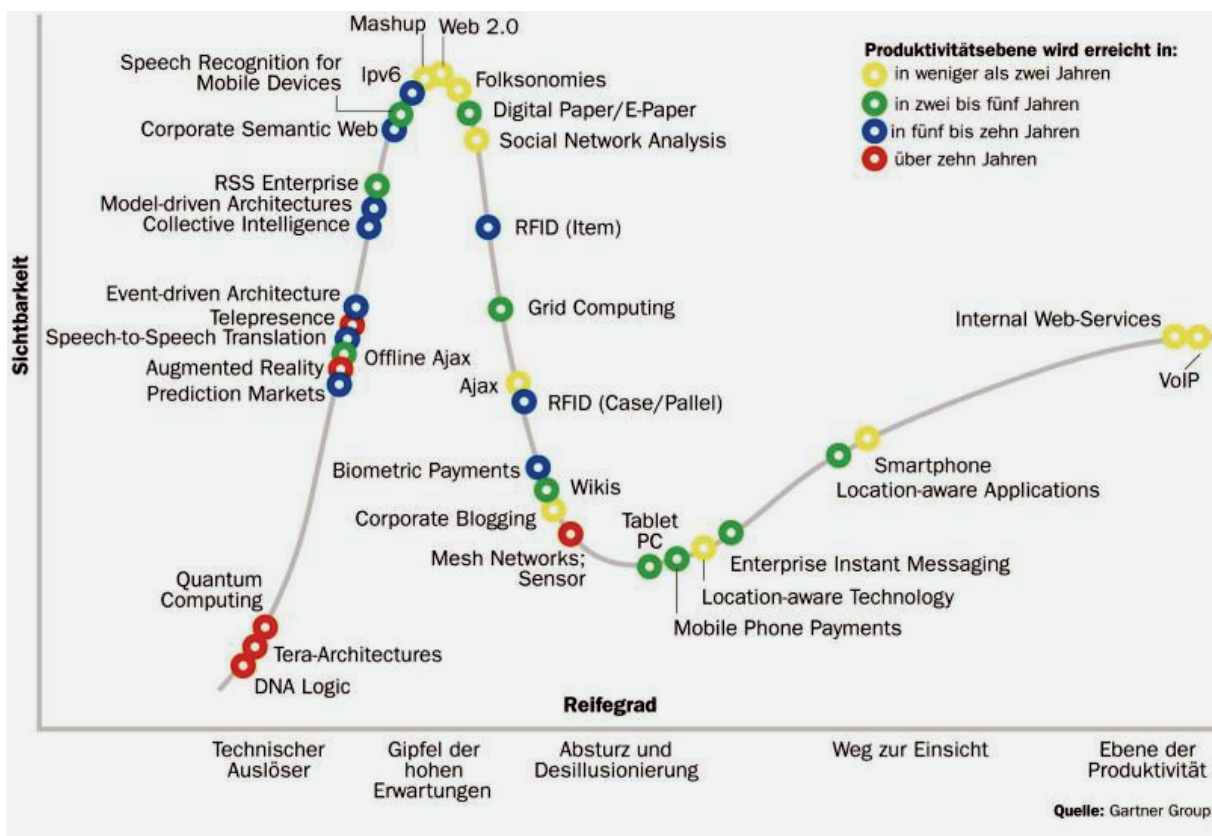 Mashup
Web 2.0
Speech Recognition for
Mobile Devices
Ipv6
Folksonomies
Digital Paper/E-Paper
Corporate Semantic Web
Social Network Analysis
RSS Enterprise
Model-driven Architectures
Collective Intelligence
RFID (Item)
Event-driven Architecture
Telepresence
Speech-to-Speech Translation
Grid Computing
Offline Ajax
Augmented Reality
Prediction Markets
Ajax
RFID (Case/Pallel)
Biometric Payments
Wikis
Corporate Blogging
Mesh Networks;
Sensor
Tablet
PC
Quantum
Computing
Tera-Architectures
DNA Logic
Enterprise Instant Messaging
Location-aware Technology
Mobile Phone Payments
Smartphone
Location-aware Applications
Internal Web-Services
VoIP
Produktivitätsebene wird erreicht in:
in weniger als zwei Jahren
in zwei bis fünf Jahren
in fünf bis zehn Jahren
über zehn Jahren
Sichtbarkeit
Reifegrad
Technischer
Auslöser
Gipfel der
hohen
Erwartungen
Absturz und
Desillusionierung
Weg zur Einsicht
Ebene der
Produktivität
Quelle: Gartner Group